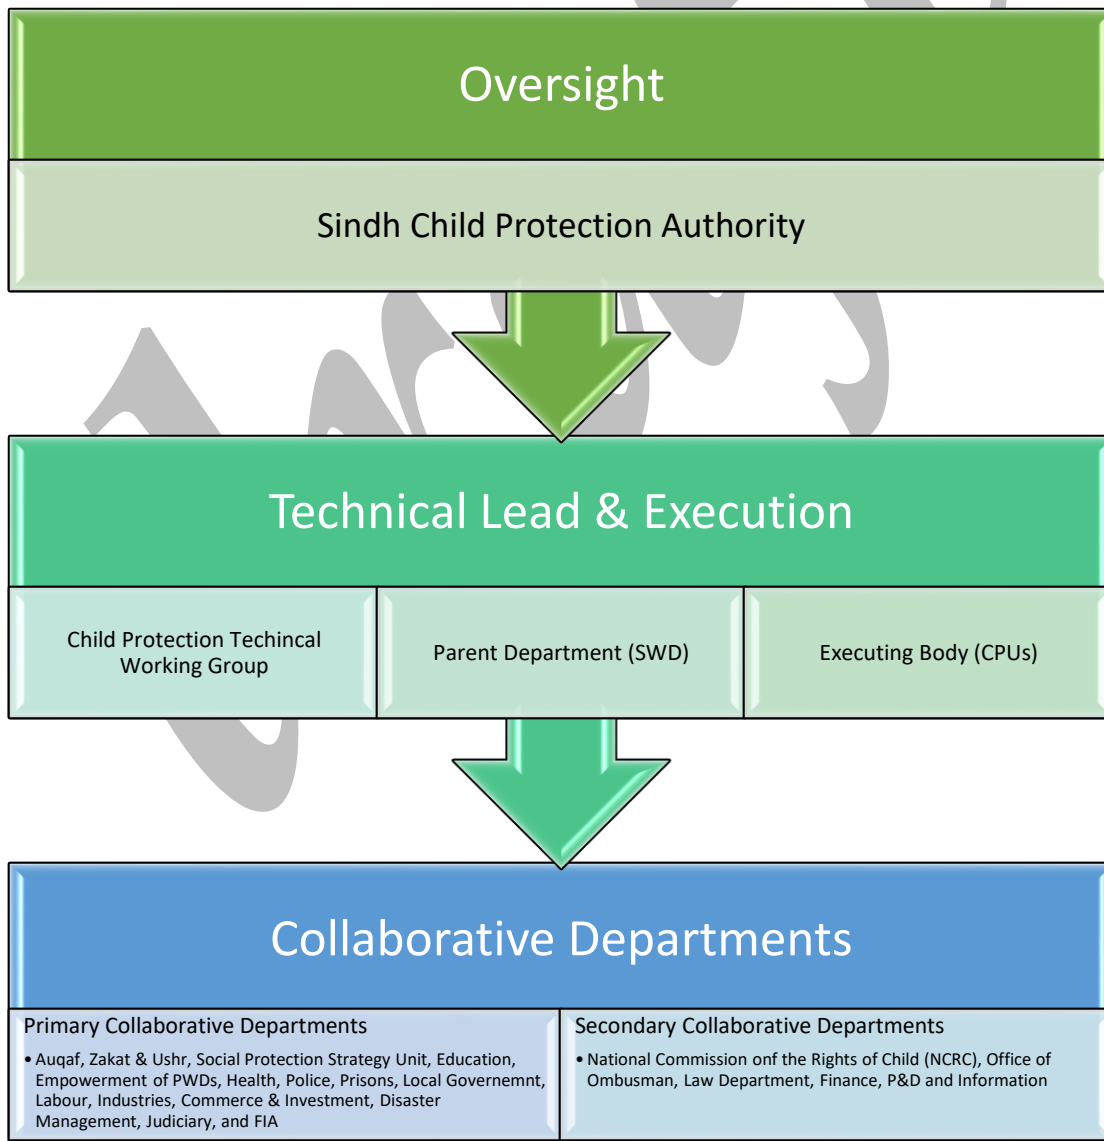 Oversight
Sindh Child Protection Authority
Technical Lead & Execution
Child Protection Techincal
Working Group
Parent Department (SWD)
Executing Body (CPUs)
Collaborative Departments
Primary Collaborative Departments
• Auqaf, Zakat & Ushr, Social Protection Strategy Unit, Education,
Empowerment of PWDs, Health, Police, Prisons, Local Governemnt,
Labour, Industries, Commerce & Investment, Disaster
Management, Judiciary, and FIA
Secondary Collaborative Departments
• National Commission onf the Rights of Child (NCRC), Office of
Ombusman, Law Department, Finance, P&D and Information